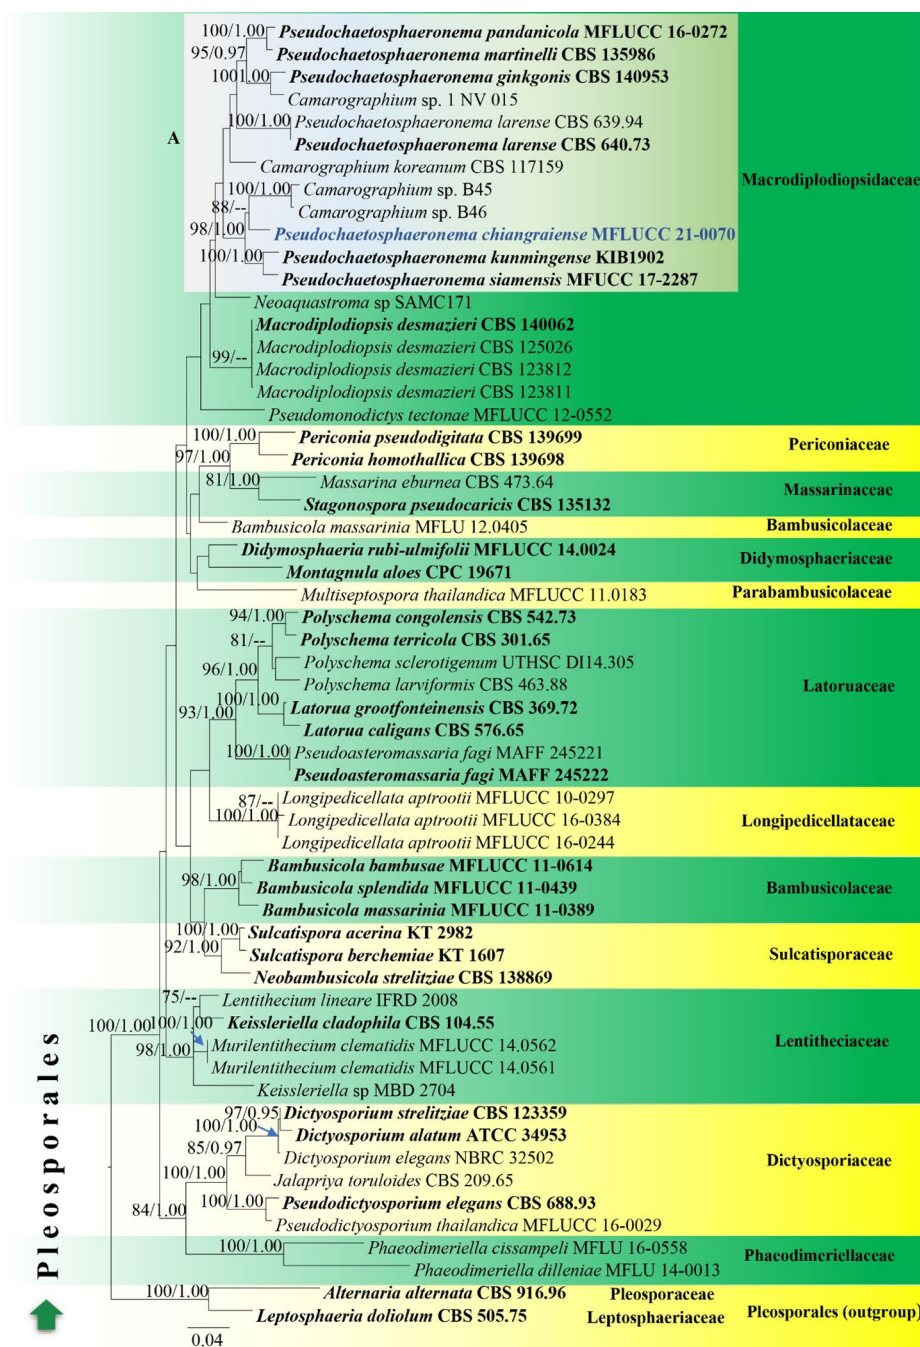 100/1.00 Pseudochaetosphaeronema pandanicola MFLUCC 16-0272
95/0.97 Pseudochaetosphaeronema martinelli CBS 135986
1001.00 Pseudochaetosphaeronema ginkgonis CBS 140953
Camarographium sp. 1 NV 015
100/1.00 Pseudochaetosphaeronema larense CBS 639.94
A Pseudochaetosphaeronema larense CBS 640.73
Camarographium koreanum CBS 117159
Macrodiplodiopsidaceae
100/1.00 Camarographium sp. B45
88/-- Camarographium sp. B46
98/1.00 Pseudochaetosphaeronema chiangraiense MFLUCC 21-0070
100/1.00 Pseudochaetosphaeronema kunmingense KIB1902
Pseudochaetosphaeronema siamensis MFUCC 17-2287
Neoaquastroma sp SAMC171
Macrodiplodiopsis desmazieri CBS 140062
Macrodiplodiopsis desmazieri CBS 125026
99/-- Macrodiplodiopsis desmazieri CBS 123812
Macrodiplodiopsis desmazieri CBS 123811
Pseudomonodictys tectonae MFLUCC 12-0552
100/1.00 Periconia pseudodigitata CBS 139699
Periconiaceae
97/1.00 Periconia homothallica CBS 139698
81/1.00 Massarina eburnea CBS 473.64
Massarinaceae
Stagonospora pseudocaricis CBS 135132
Bambusicola massarinia MFLU 12.0405 Bambusicolaceae
Didymosphaeria rubi-ulmifolii MFLUCC 14.0024
Didymosphaeriaceae
Montagnula aloes CPC 19671
Multiseptospora thailandica MFLUCC 11.0183 Parabambusicolaceae
94/1.00 Polyschema congolensis CBS 542.73
81/-- Polyschema terricola CBS 301.65
96/1.00 Polyschema sclerotigenum UTHSC DI14.305
Polyschema larviformis CBS 463.88 Latoruaceae
100/1.00 Latorua grootfonteinensis CBS 369.72
93/1.00 Latorua caligans CBS 576.65
100/1.00 Pseudoasteromassaria fagi MAFF 245221
Pseudoasteromassaria fagi MAFF 245222
87/-- Longipedicellata aptrootii MFLUCC 10-0297
100/1.00 Longipedicellata aptrootii MFLUCC 16-0384 Longipedicellataceae
Longipedicellata aptrootii MFLUCC 16-0244
Bambusicola bambusae MFLUCC 11-0614
98/1.00 Bambusicola splendida MFLUCC 11-0439 Bambusicolaceae
Bambusicola massarinia MFLUCC 11-0389
100/1.00 Sulcatispora acerina KT 2982
92/1.00 Sulcatispora berchemiae KT 1607 Sulcatisporaceae
Neobambusicola strelitziae CBS 138869
75/-- Lentithecium lineare IFRD 2008
100/1.00 100/1.00 Keissleriella cladophila CBS 104.55
98/1.00 Murilentithecium clematidis MFLUCC 14.0562 Lentitheciaceae
Murilentithecium clematidis MFLUCC 14.0561
Keissleriella sp MBD 2704
97/0.95 Dictyosporium strelitziae CBS 123359
100/1.00 Dictyosporium alatum ATCC 34953
85/0.97 Dictyosporium elegans NBRC 32502 Dictyosporiaceae
100/1.00 Jalapriya toruloides CBS 209.65
100/1.00 Pseudodictyosporium elegans CBS 688.93
84/1.00 Pseudodictyosporium thailandica MFLUCC 16-0029
100/1.00 Phaeodimeriella cissampeli MFLU 16-0558
Phaeodimeriellaceae
Phaeodimeriella dilleniae MFLU 14-0013
100/1.00 Alternaria alternata CBS 916.96 Pleosporaceae
Leptosphaeria doliolum CBS 505.75 Leptosphaeriaceae Pleosporales (outgroup)
0.04
Pleosporales